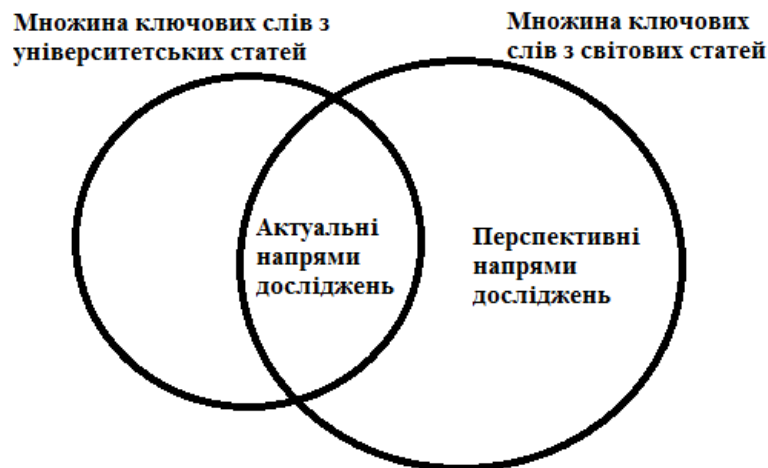 Множина ключових слів з
університетських статей
Множина ключових
слів з світових статей
Актуальні
напрями
досліджень
Перспективні
напрями
досліджень